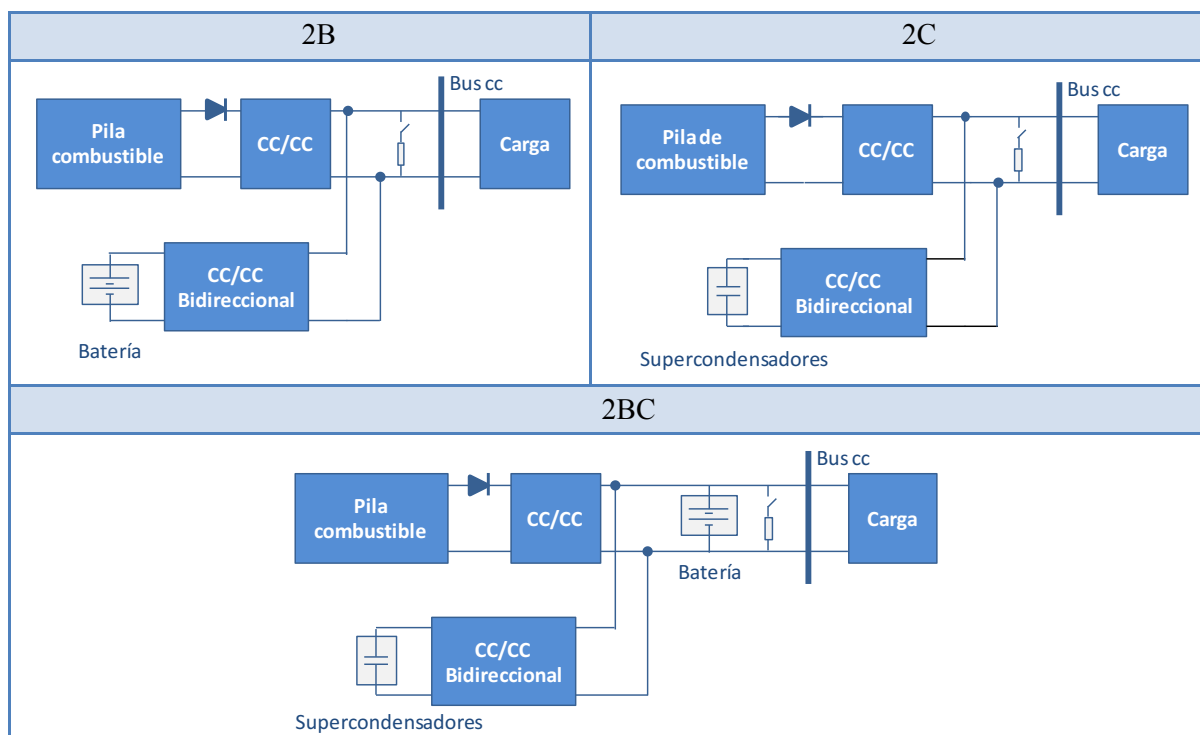 2B
2C
Bus cc
Pila
combustible
CC/CC
Carga
CC/CC
Bidireccional
Batería
Bus cc
Pila de
combustible
CC/CC
Carga
CC/CC
Bidireccional
Supercondensadores
2BC
Bus cc
Pila
combustible
CC/CC
Carga
Batería
CC/CC
Bidireccional
Supercondensadores